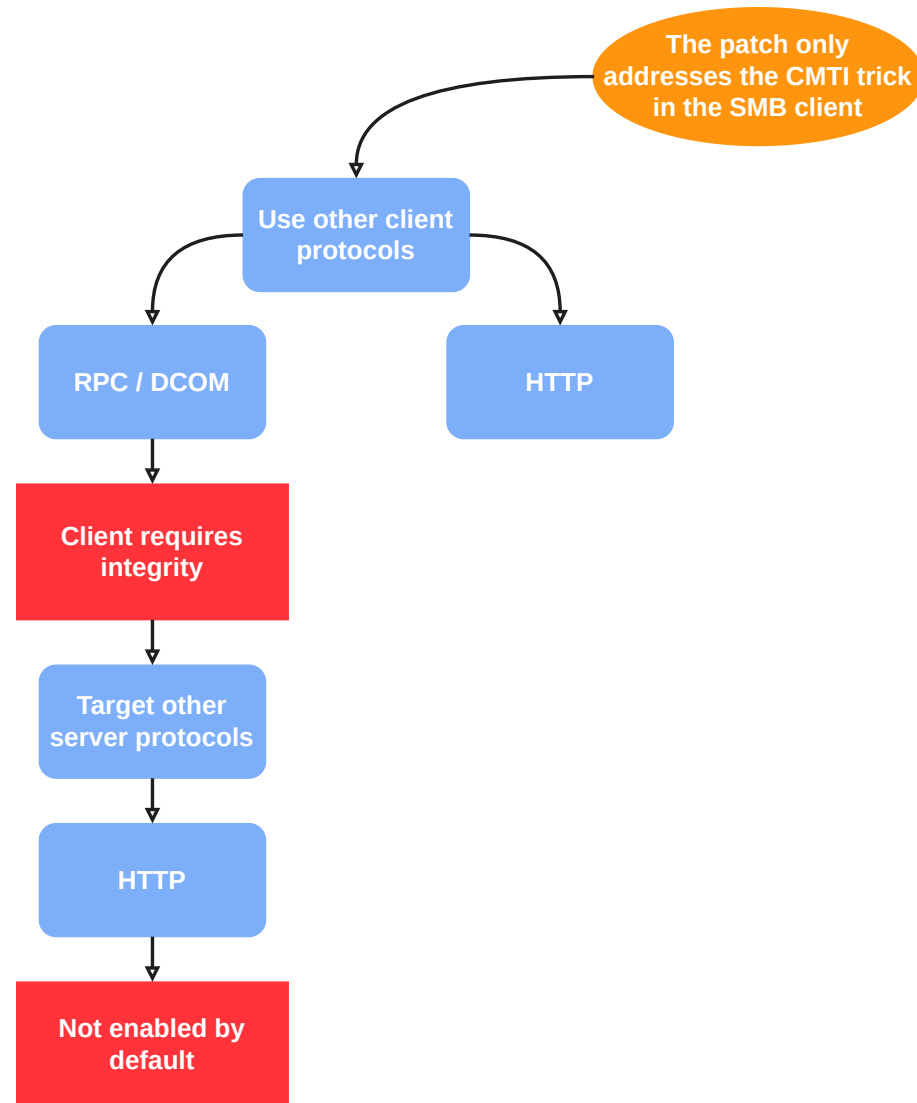 The patch only
addresses the CMTI trick
in the SMB client
Use other client
protocols
RPC / DCOM
HTTP
Client requires
integrity
Target other
server protocols
HTTP
Not enabled by
default